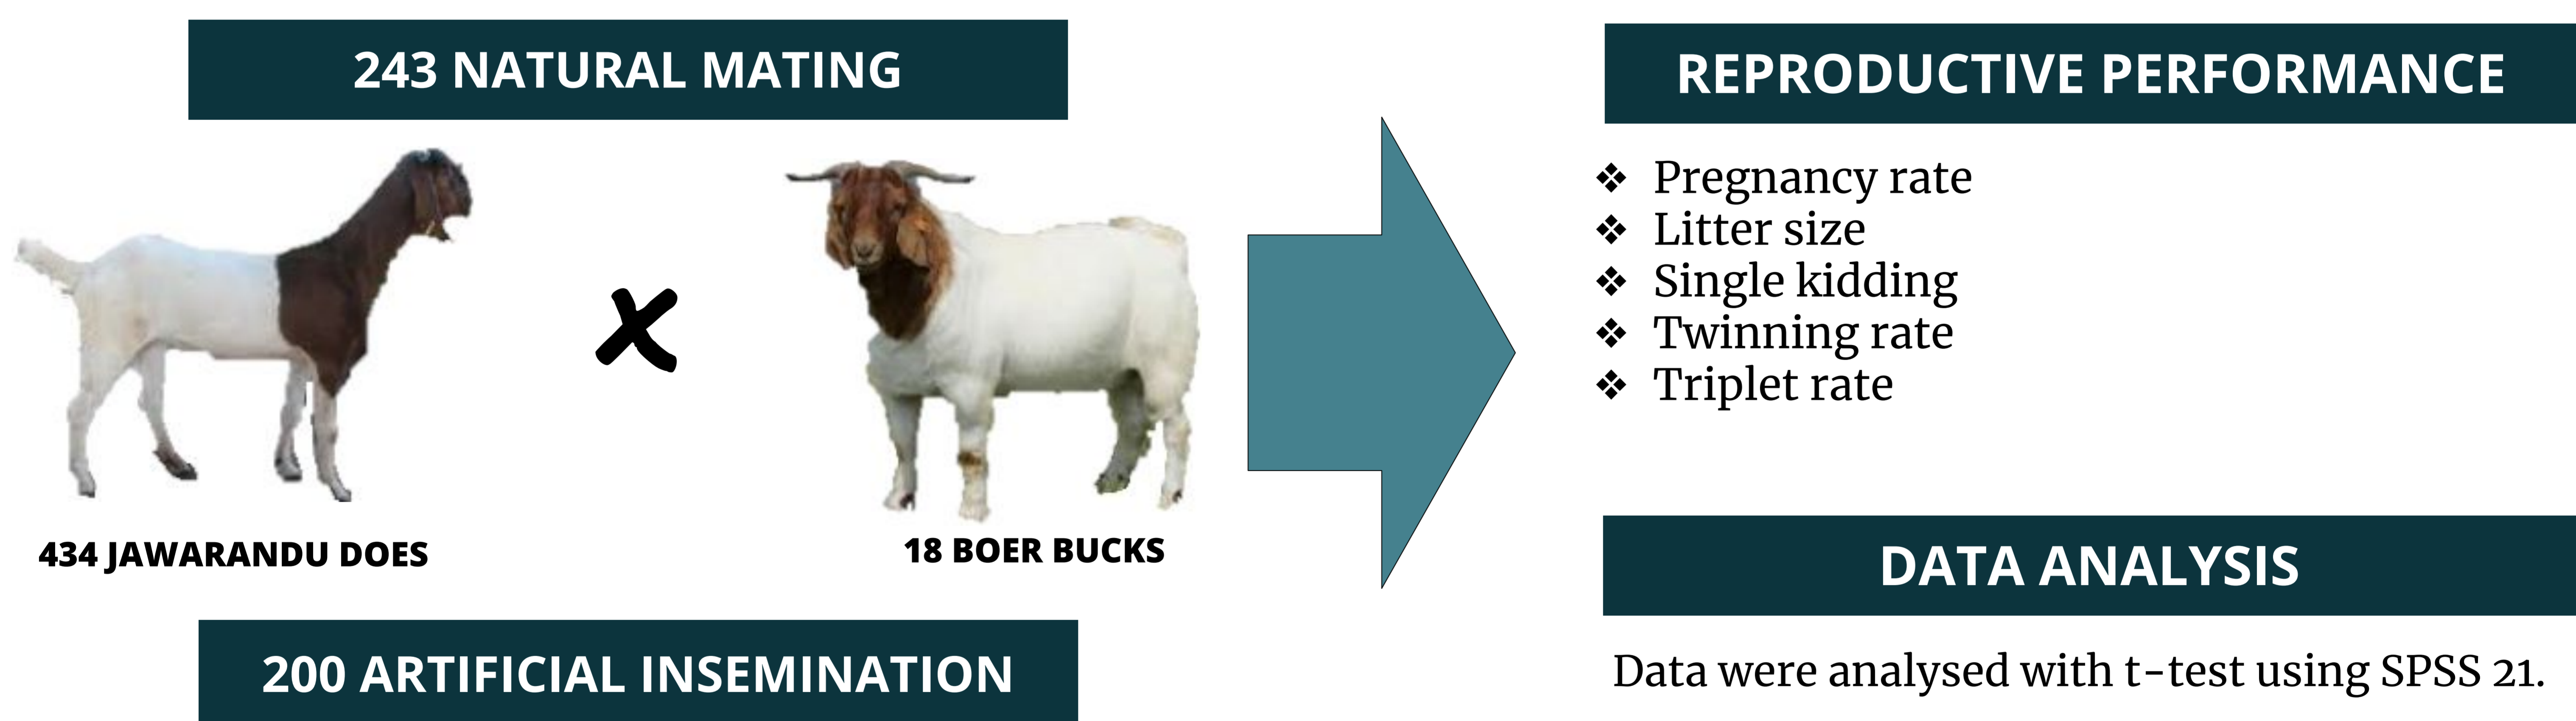 243 NATURAL MATING
434 JAWARANDU DOES
18 BOER BUCKS
200 ARTIFICIAL INSEMINATION
REPRODUCTIVE PERFORMANCE
❖ Pregnancy rate
❖ Litter size
❖ Single kidding
❖ Twinning rate
❖ Triplet rate
DATA ANALYSIS
Data were analysed with t-test using SPSS 21.